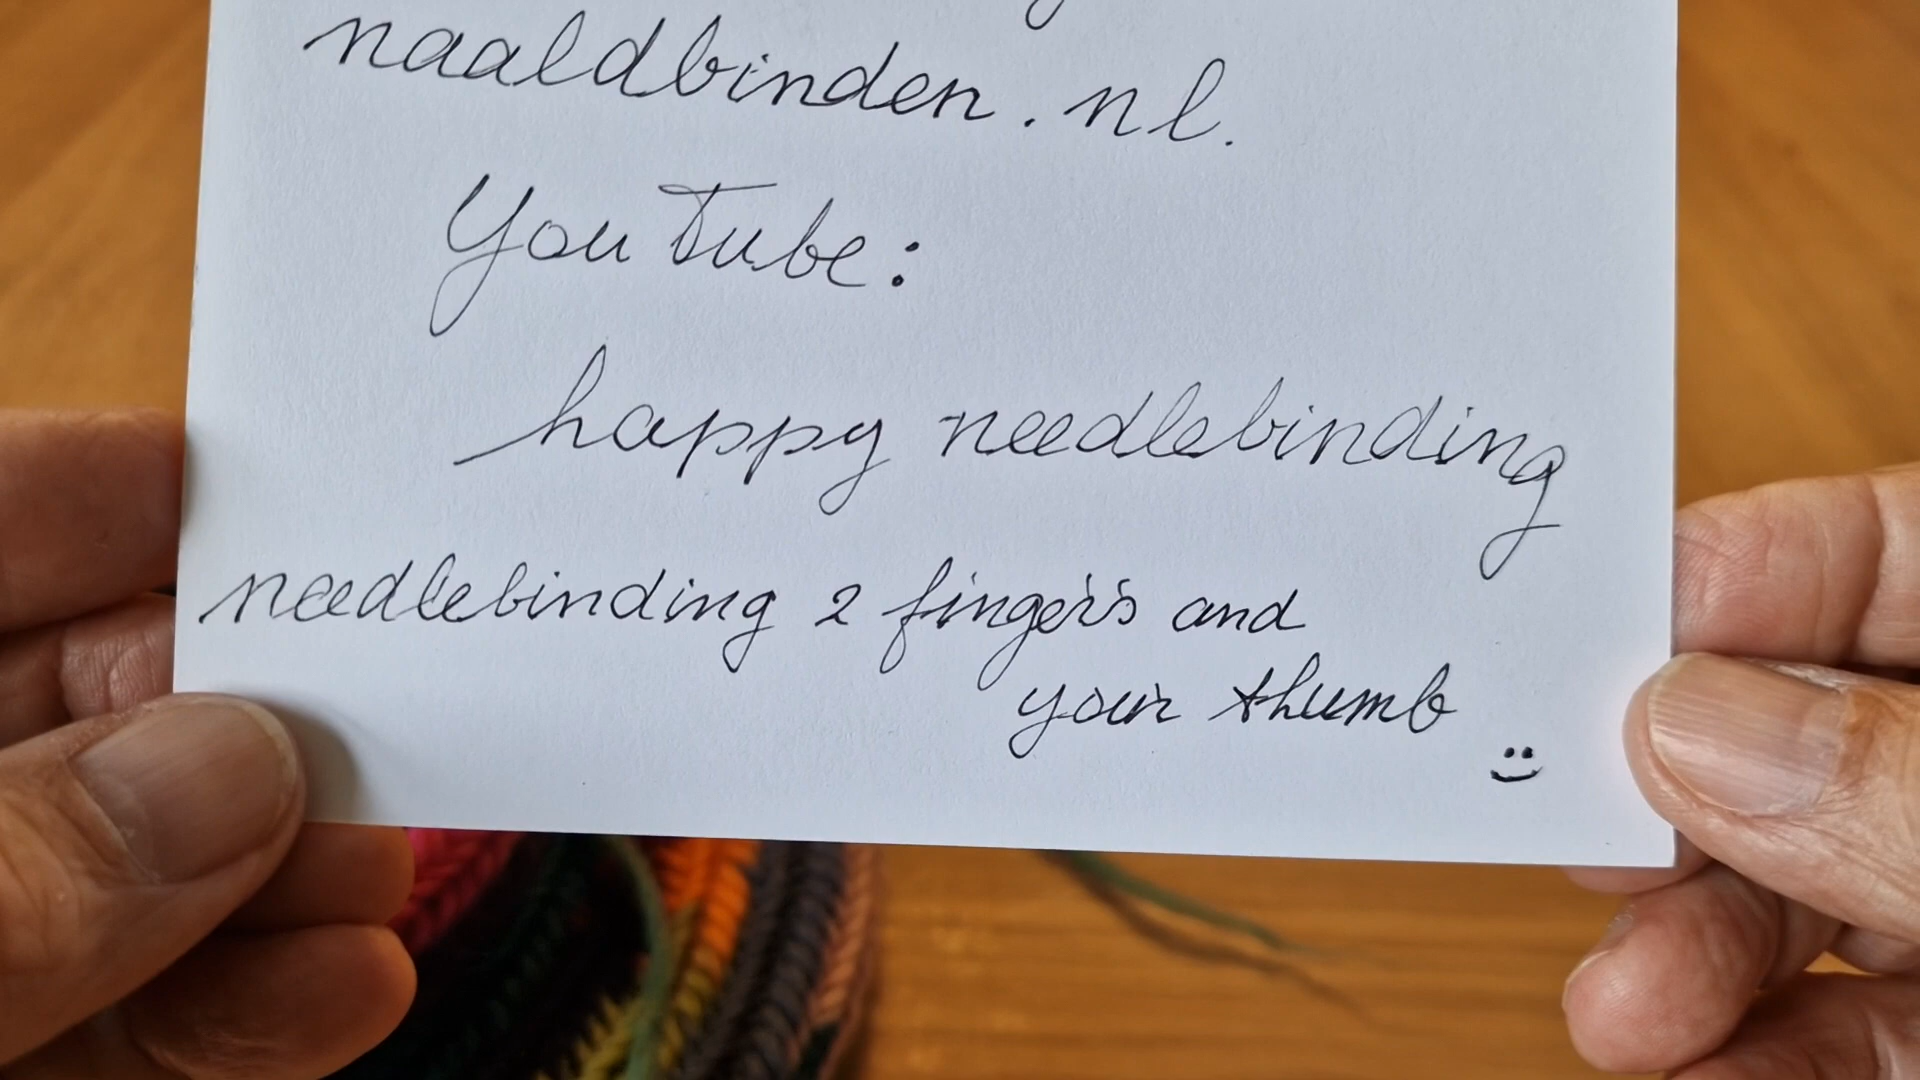 naaldbinden.nl.
YouTube:
happy needlebinding
needlebinding 2 fingers and
your thumb